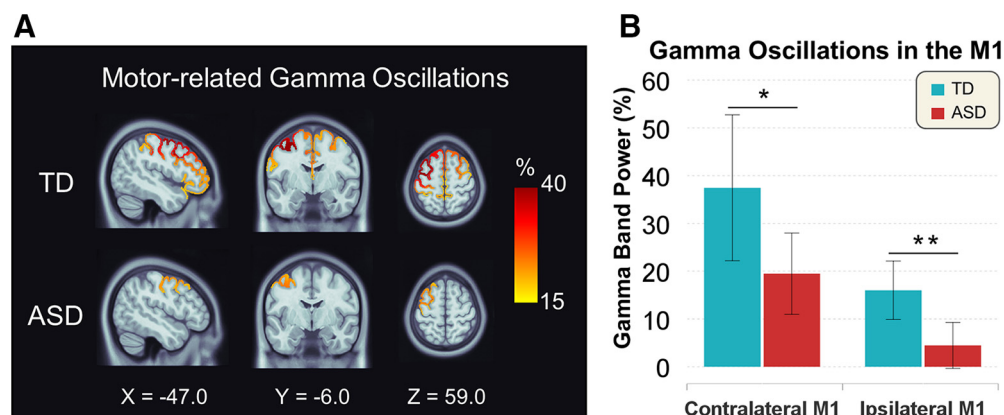 A
Motor-related Gamma Oscillations
TD
ASD
%
40
15
X = -47.0
Y = -6.0
Z = 59.0
B
Gamma Oscillations in the M1
Gamma Band Power (%)
60
50
40
30
20
10
0
TD
ASD
*
**
Contralateral M1
Ipsilateral M1